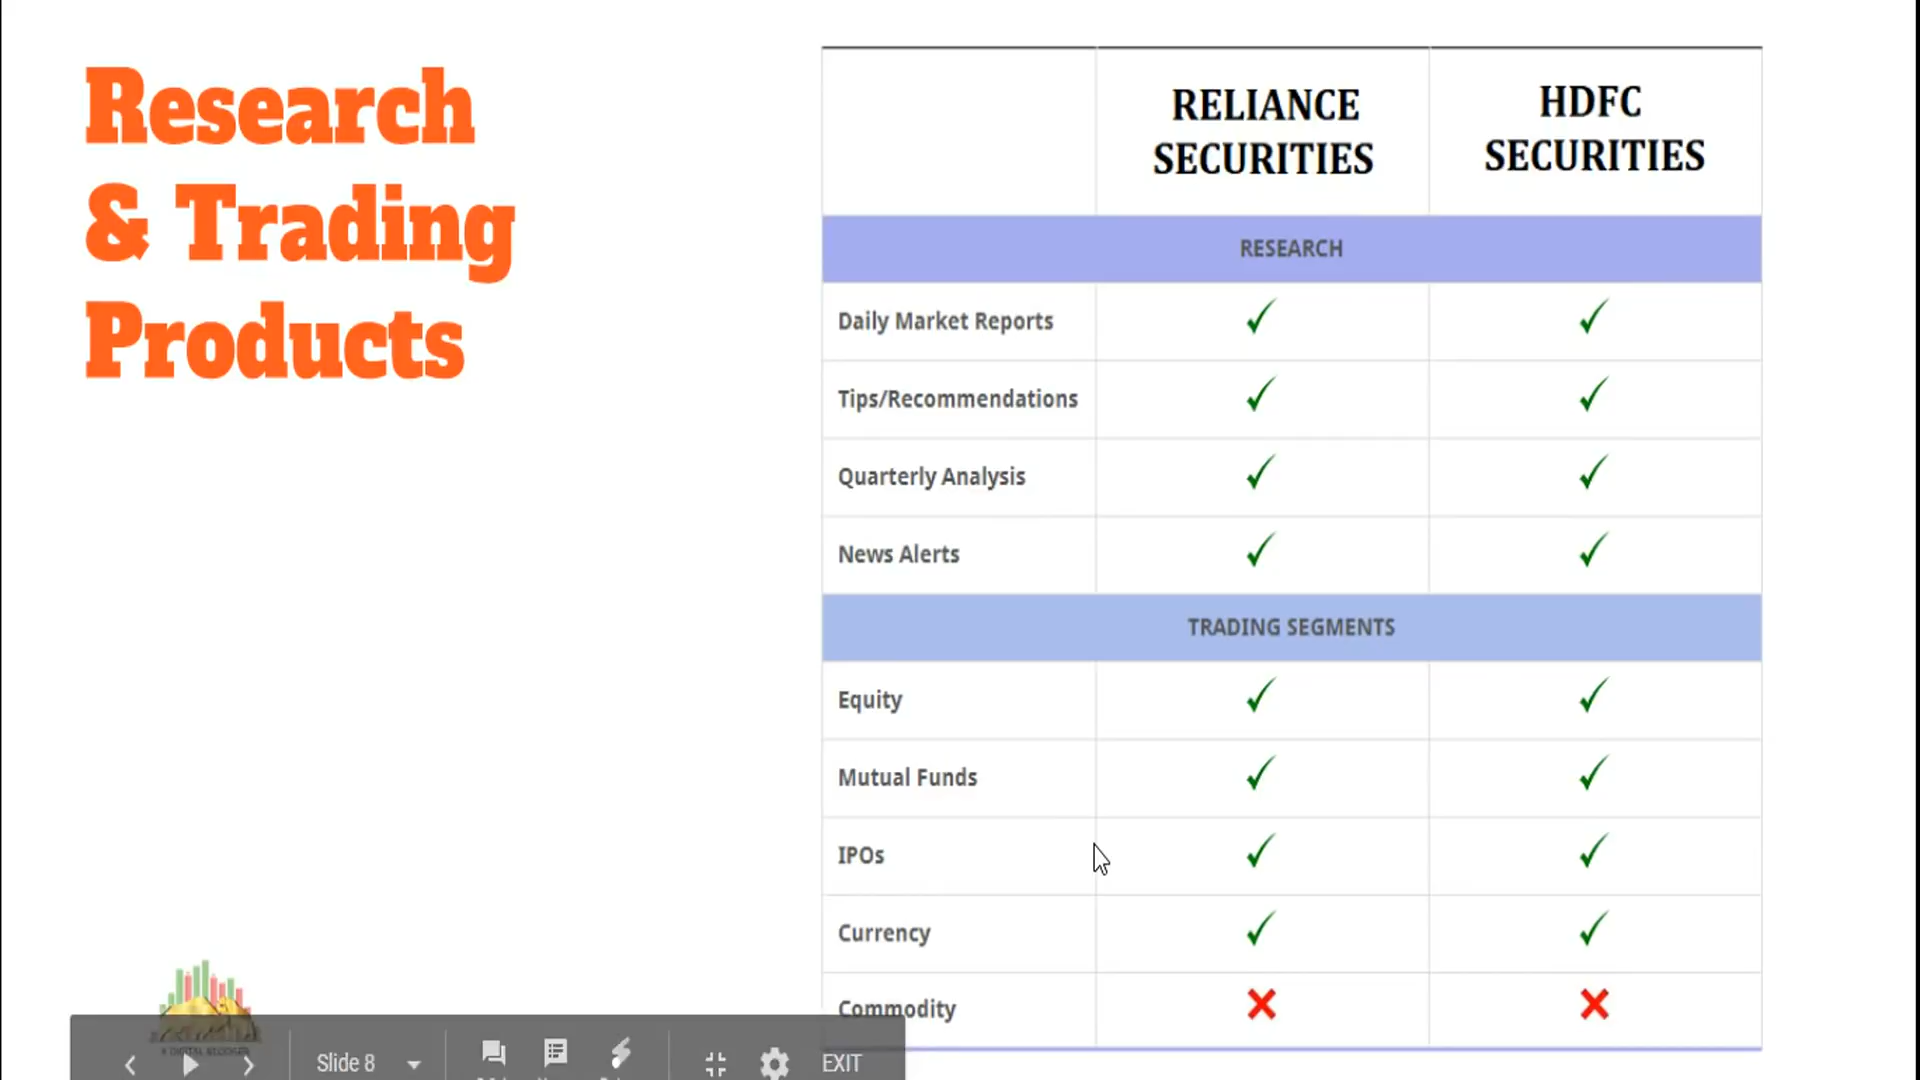 Research
& Trading
Products
RELIANCE
SECURITIES
HDFC
SECURITIES
RESEARCH
Daily Market Reports
Tips/Recommendations
Quarterly Analysis
News Alerts
TRADING SEGMENTS
Equity
Mutual Funds
IPOs
Currency
Commodity
Slide 8
EXIT